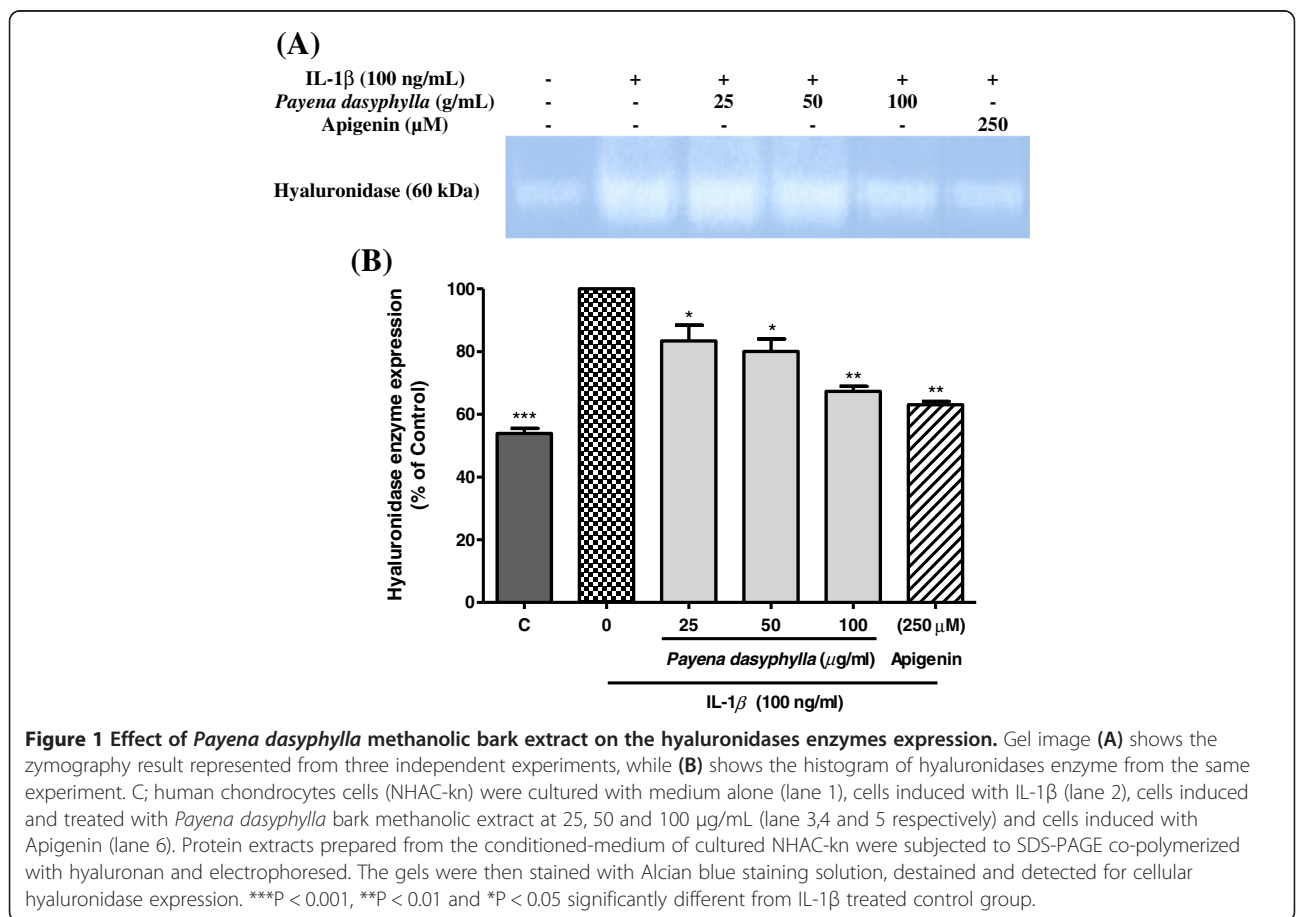 (A)
IL-1β (100 ng/mL) - + + + + +
Payena dasyphylla (g/mL) - - 25 50 100 -
Apigenin (µM) - - - - - 250
Hyaluronidase (60 kDa)
(B)
Hyaluronidase enzyme expression
(% of Control)
100
80
60
40
20
0
***
*
*
**
**
C 0 25 50 100 (250 µM)
Payena dasyphylla (µg/ml) Apigenin
IL-1β (100 ng/ml)
Figure 1 Effect of Payena dasyphylla methanolic bark extract on the hyaluronidases enzymes expression. Gel image (A) shows the
zymography result represented from three independent experiments, while (B) shows the histogram of hyaluronidases enzyme from the same
experiment. C; human chondrocytes cells (NHAC-kn) were cultured with medium alone (lane 1), cells induced with IL-1β (lane 2), cells induced
and treated with Payena dasyphylla bark methanolic extract at 25, 50 and 100 µg/mL (lane 3,4 and 5 respectively) and cells induced with
Apigenin (lane 6). Protein extracts prepared from the conditioned-medium of cultured NHAC-kn were subjected to SDS-PAGE co-polymerized
with hyaluronan and electrophoresed. The gels were then stained with Alcian blue staining solution, destained and detected for cellular
hyaluronidase expression. ***P < 0.001, **P < 0.01 and *P < 0.05 significantly different from IL-1β treated control group.